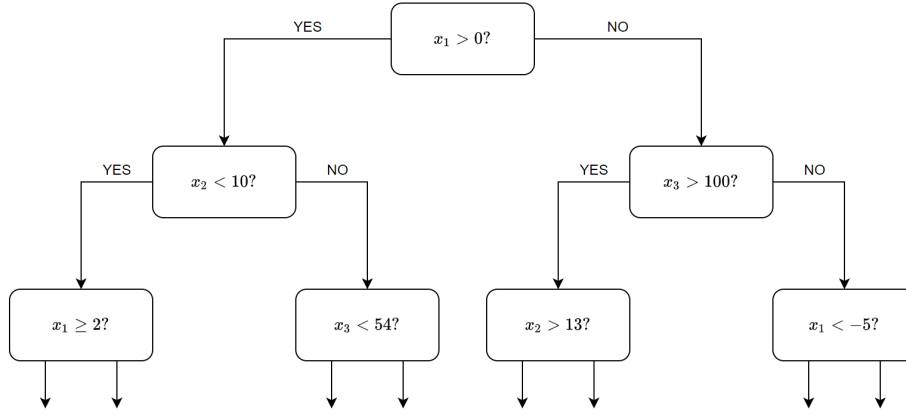 YES
x₁ > 0?
NO
YES
x₂ < 10?
NO
YES
x₃ > 100?
NO
x₁ ≥ 2?
x₃ < 54?
x₂ > 13?
x₁ < −5?